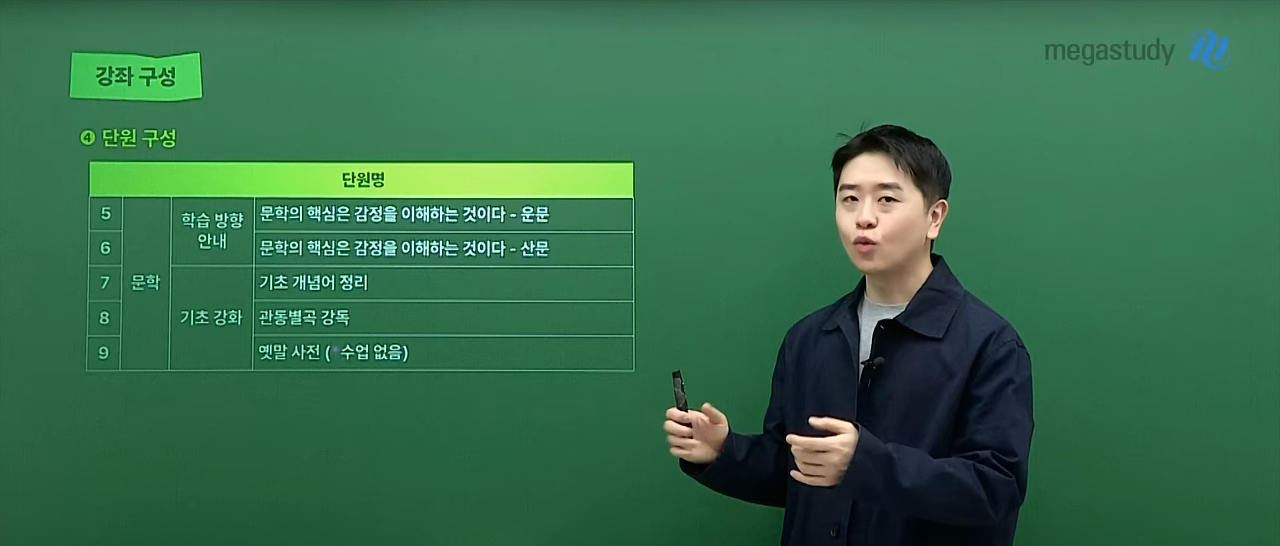 megastudy
강좌 구성
❹ 단원 구성
단원명
5 문학 학습 방향 안내 문학의 핵심은 감정을 이해하는 것이다 - 운문
6 문학의 핵심은 감정을 이해하는 것이다 - 산문
7 기초 강화 기초 개념어 정리
8 관동별곡 강독
9 옛말 사전 (*수업 없음)